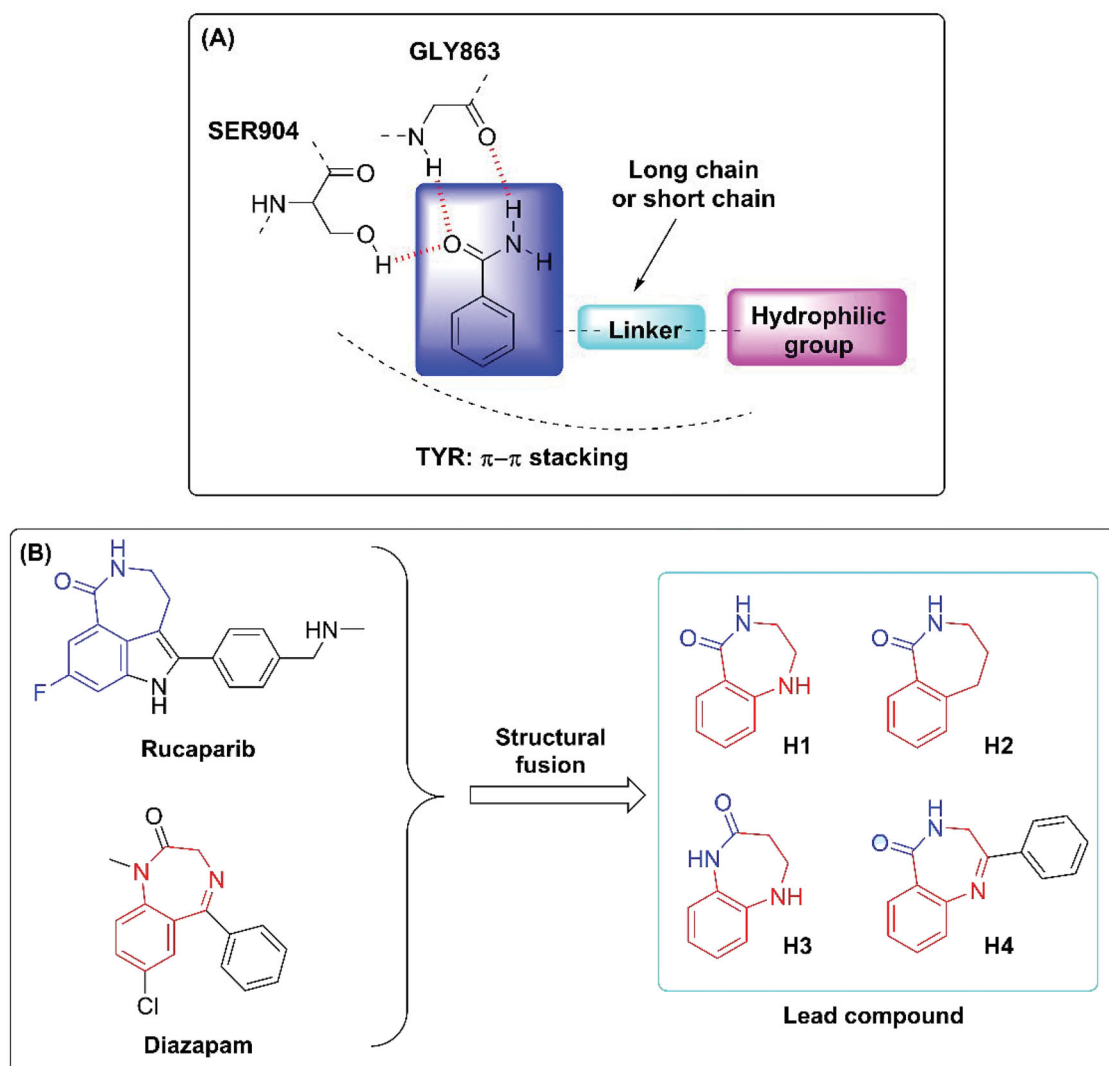 (A)
GLY863
SER904
O
N
H
O
O
HN
O
H
H
N
H
O
Long chain
or short chain
Linker
Hydrophilic
group
TYR: π–π stacking
(B)
H
N
O
HN
F
N
H
Rucaparib
O
N
N
Cl
Diazapam
Structural
fusion
H
N
O
NH
H1
H
N
O
H2
O
HN
NH
H3
H
N
O
N
H4
Lead compound